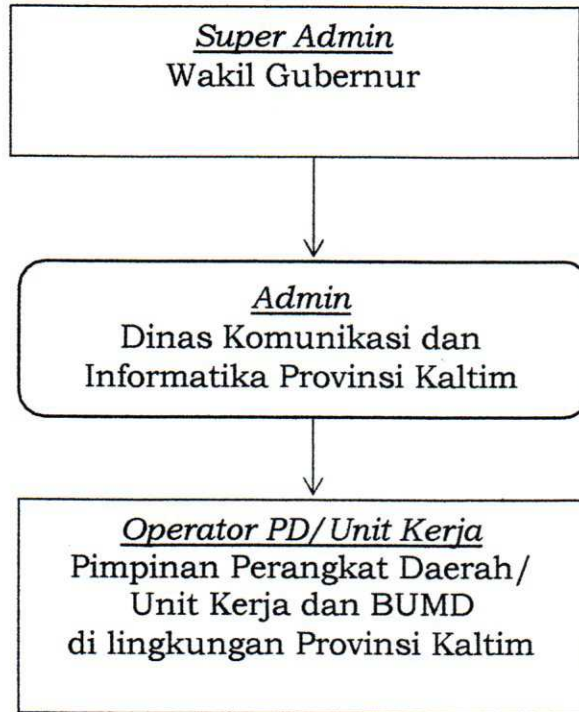 Super Admin
Wakil Gubernur
Admin
Dinas Komunikasi dan
Informatika Provinsi Kaltim
Operator PD/Unit Kerja
Pimpinan Perangkat Daerah/
Unit Kerja dan BUMD
di lingkungan Provinsi Kaltim